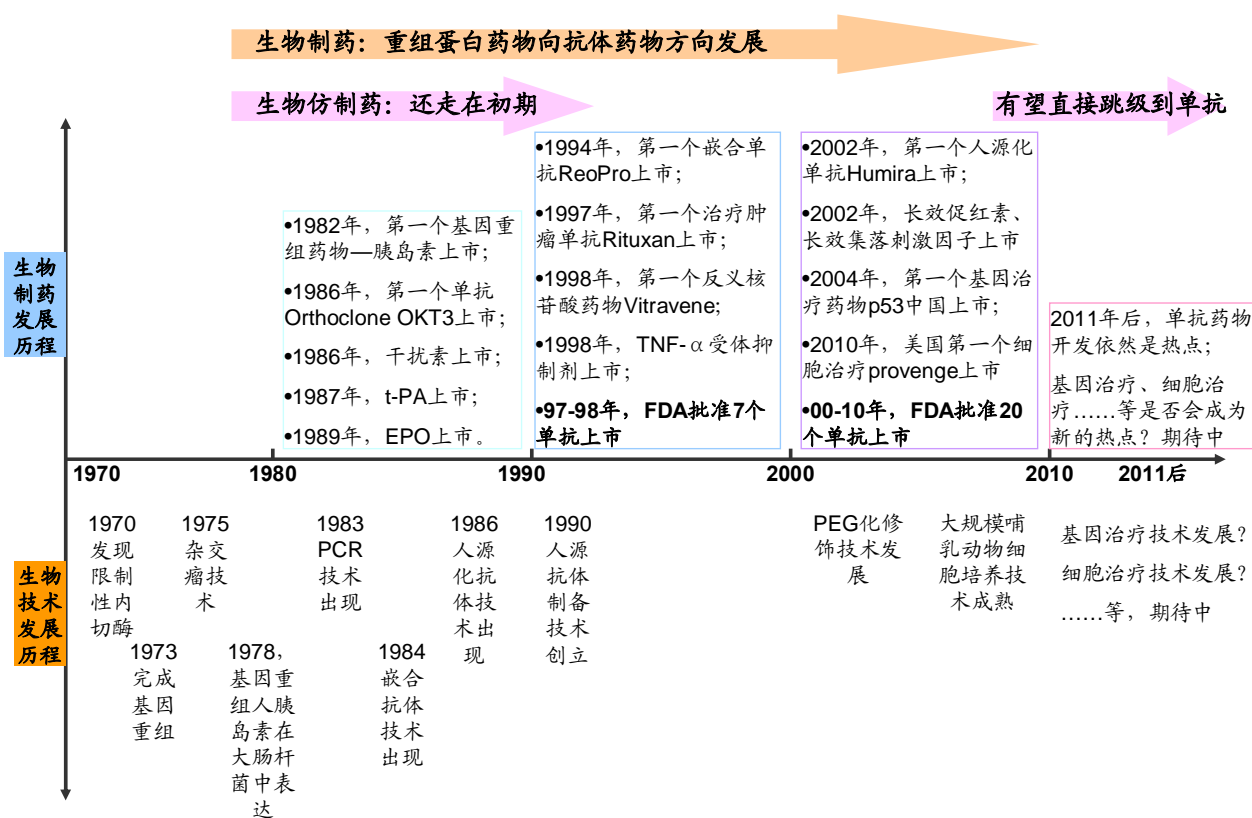 生物制药：重组蛋白药物向抗体药物方向发展
生物仿制药：还走在初期
有望直接跳级到单抗
生物
制药
发展
历程
•1982年，第一个基因重
组药物—胰岛素上市；
•1986年，第一个单抗
Orthoclone OKT3上市；
•1986年，干扰素上市；
•1987年，t-PA上市；
•1989年，EPO上市。
•1994年，第一个嵌合单
抗ReoPro上市；
•1997年，第一个治疗肿
瘤单抗Rituxan上市；
•1998年，第一个反义核
苷酸药物Vitravene；
•1998年，TNF-α受体抑
制剂上市；
•97-98年，FDA批准7个
单抗上市
•2002年，第一个人源化
单抗Humira上市；
•2002年，长效促红素、
长效集落刺激因子上市
•2004年，第一个基因治
疗药物p53中国上市；
•2010年，美国第一个细
胞治疗provenge上市
•00-10年，FDA批准20
个单抗上市
2011年后，单抗药物
开发依然是热点；
基因治疗、细胞治
疗……等是否会成为
新的热点？期待中
1970
1980
1990
2000
2010
2011后
生物
技术
发展
历程
1970
发现
限制
性内
切酶
1973
完成
基因
重组
1975
杂交
瘤技
术
1978，
基因重
组人胰
岛素在
大肠杆
菌中表
达
1983
PCR
技术
出现
1984
嵌合
抗体
技术
出现
1986
人源
化抗
体技
术出
现
1990
人源
抗体
制备
技术
创立
PEG化修
饰技术发
展
大规模哺
乳动物细
胞培养技
术成熟
基因治疗技术发展？
细胞治疗技术发展？
……等，期待中